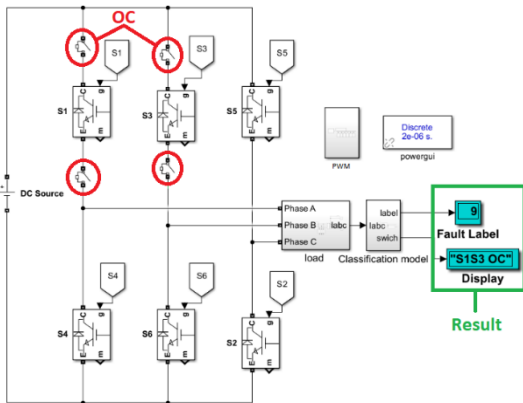 OC
S1
S3
S5
C
g
S1
E
m
C
g
S3
E
m
C
g
S5
E
m
PWM
Discrete
2e-06 s.
powergui
+
DC Source
Phase A
Phase B
Phase C
Iabc
load
Iabc
label
swich
Classification model
9
Fault Label
"S1S3 OC"
Display
Result
S4
S6
S2
C
g
S4
E
m
C
g
S6
E
m
C
g
S2
E
m